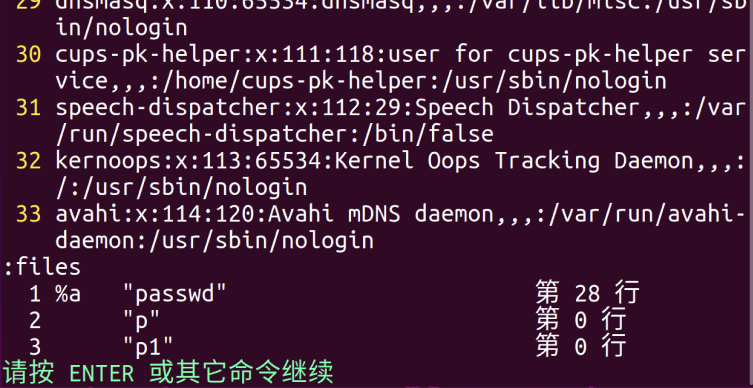 29 dnsmasq:x:110:65534:dnsmasq,,,:/var/lib/misc:/usr/sb
in/nologin
30 cups-pk-helper:x:111:118:user for cups-pk-helper ser
vice,,,:/home/cups-pk-helper:/usr/sbin/nologin
31 speech-dispatcher:x:112:29:Speech Dispatcher,,,:/var
/run/speech-dispatcher:/bin/false
32 kernoops:x:113:65534:Kernel Oops Tracking Daemon,,,:
/:/usr/sbin/nologin
33 avahi:x:114:120:Avahi mDNS daemon,,,:/var/run/avahi-
daemon:/usr/sbin/nologin
:files
1 %a "passwd" 第 28 行
2 "p" 第 0 行
3 "p1" 第 0 行
请按 ENTER 或其它命令继续